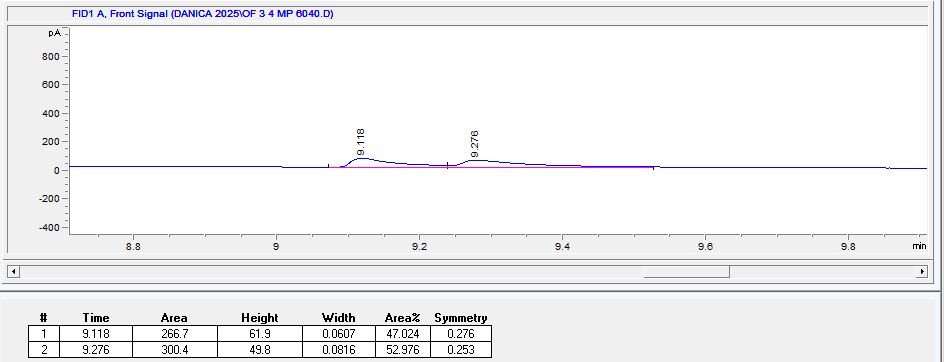 FID1 A, Front Signal (DANICA 2025\OF 3 4 MP 6040.D)
pA
800
600
400
200
0
-200
-400
9.118
9.276
8.8 9 9.2 9.4 9.6 9.8 min
# Time Area Height Width Area% Symmetry
1 9.118 266.7 61.9 0.0607 47.024 0.276
2 9.276 300.4 49.8 0.0816 52.976 0.253